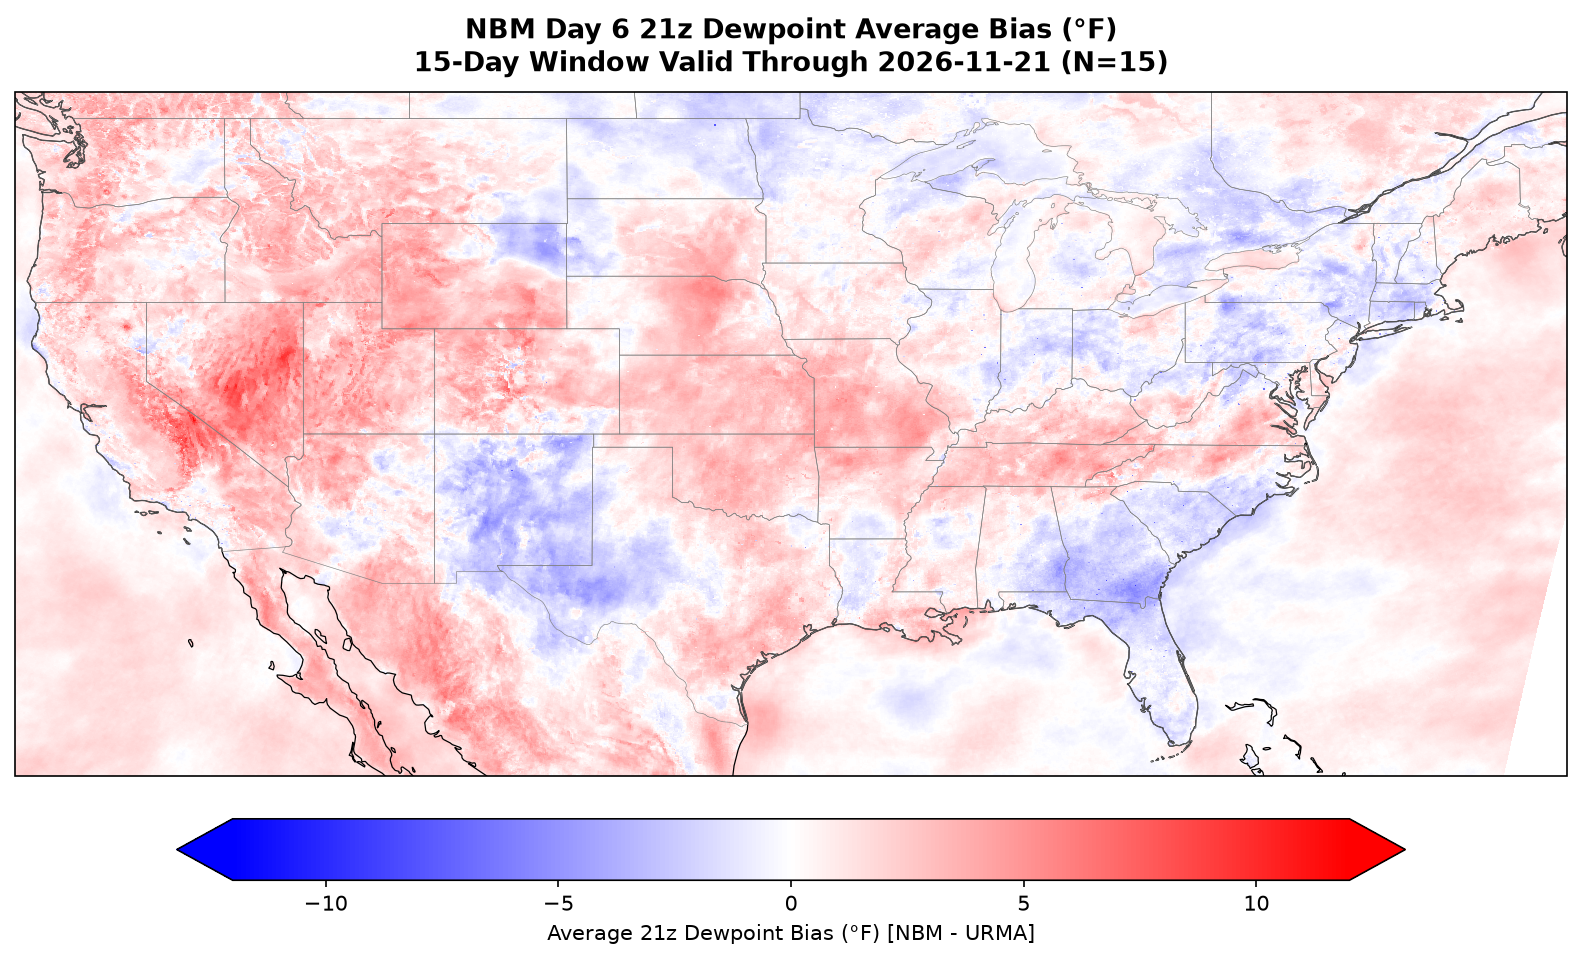 NBM Day 6 21z Dewpoint Average Bias (°F)
15-Day Window Valid Through 2026-11-21 (N=15)
−10 −5 0 5 10
Average 21z Dewpoint Bias (°F) [NBM - URMA]